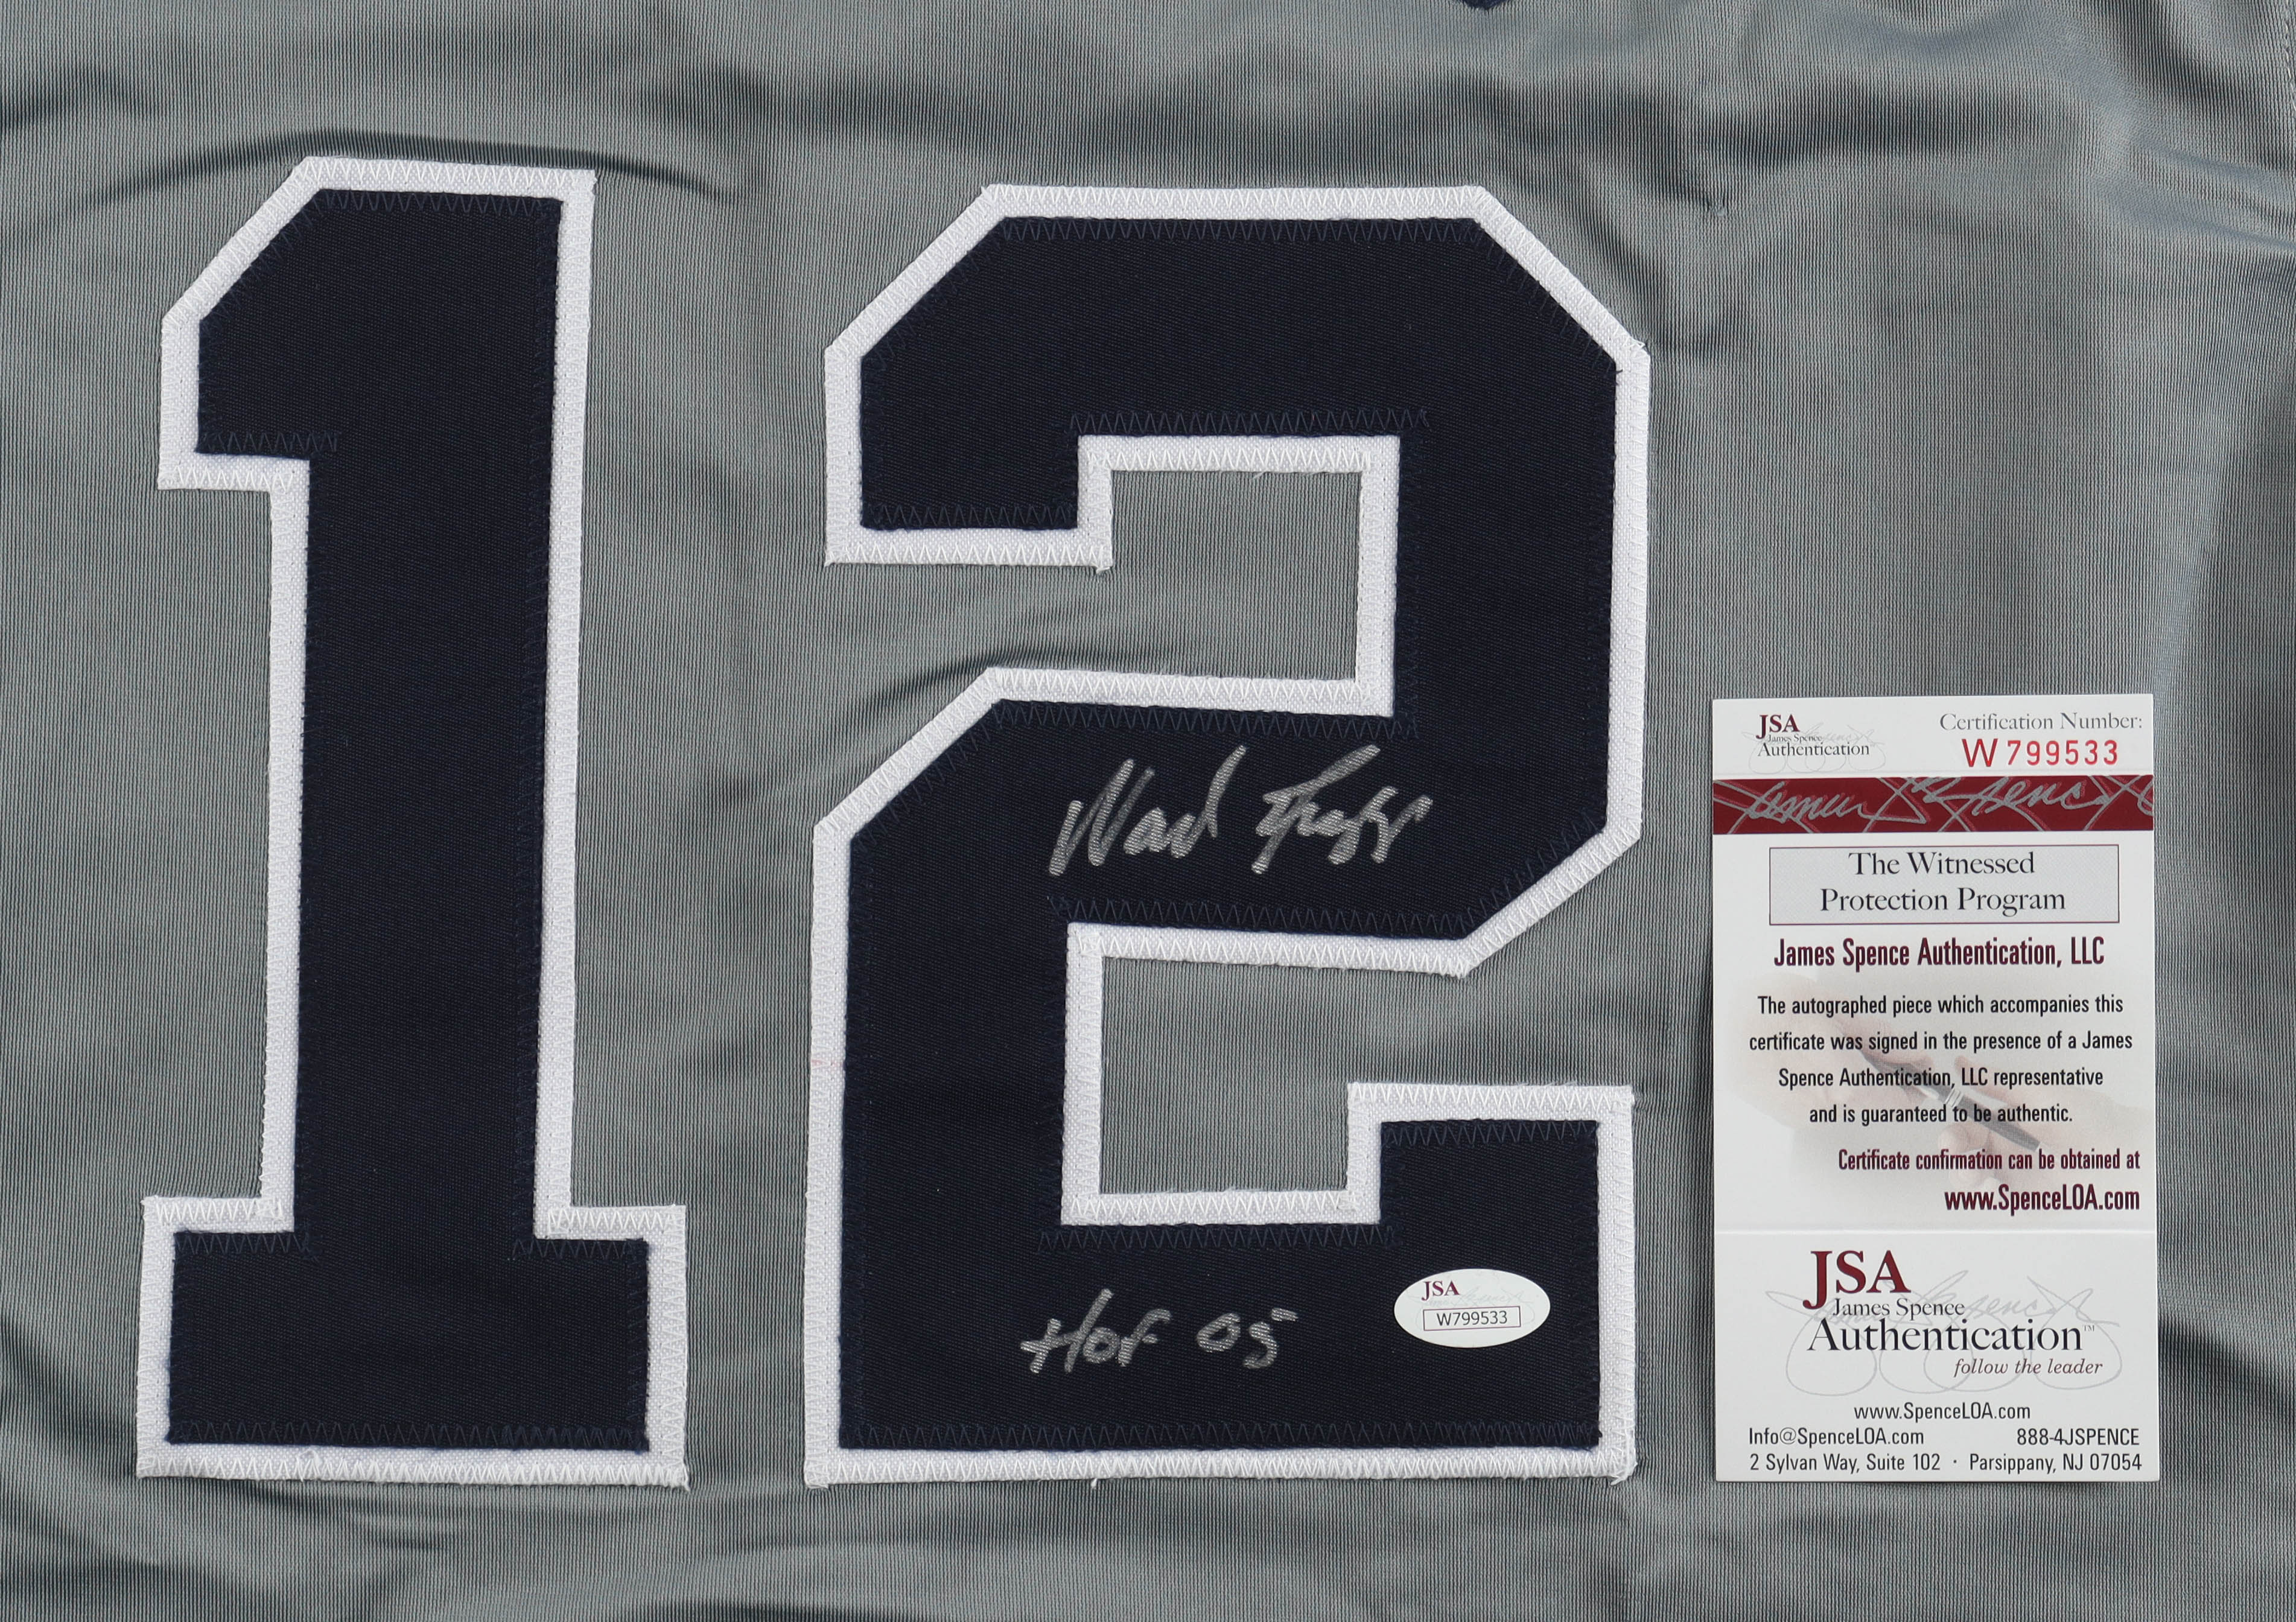 12
Wade Boggs
HOF 05
JSA
W799533
JSA
James Spence
Authentication
Certification Number:
W799533
James Spence
The Witnessed
Protection Program
James Spence Authentication, LLC
The autographed piece which accompanies this
certificate was signed in the presence of a James
Spence Authentication, LLC representative
and is guaranteed to be authentic.
Certificate confirmation can be obtained at
www.SpenceLOA.com
JSA
James Spence
Authentication™
follow the leader
www.SpenceLOA.com
Info@SpenceLOA.com 888-4JSPENCE
2 Sylvan Way, Suite 102 · Parsippany, NJ 07054